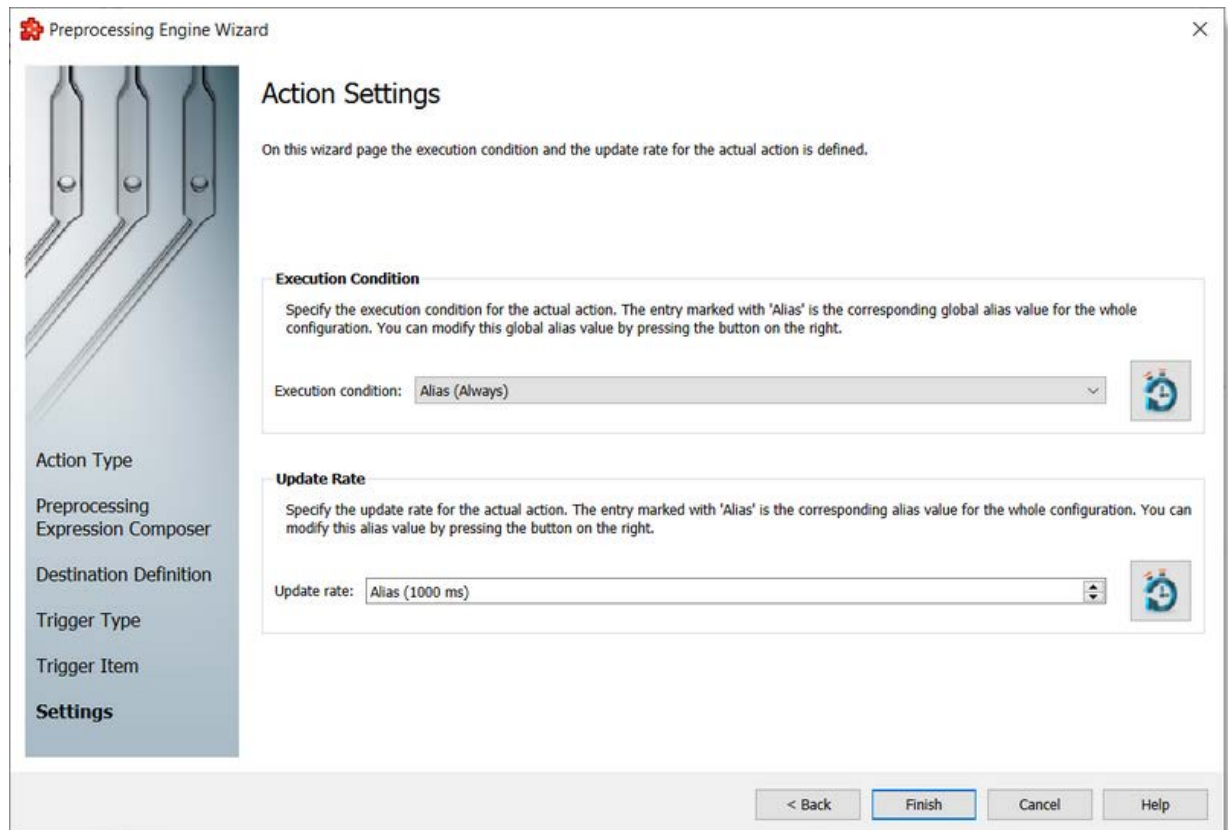 Preprocessing Engine Wizard
Action Settings
On this wizard page the execution condition and the update rate for the actual action is defined.
Execution Condition
Specify the execution condition for the actual action. The entry marked with 'Alias' is the corresponding global alias value for the whole
configuration. You can modify this global alias value by pressing the button on the right.
Execution condition: Alias (Always)
Update Rate
Specify the update rate for the actual action. The entry marked with 'Alias' is the corresponding alias value for the whole configuration. You can
modify this alias value by pressing the button on the right.
Update rate: Alias (1000 ms)
Action Type
Preprocessing
Expression Composer
Destination Definition
Trigger Type
Trigger Item
Settings
< Back Finish Cancel Help